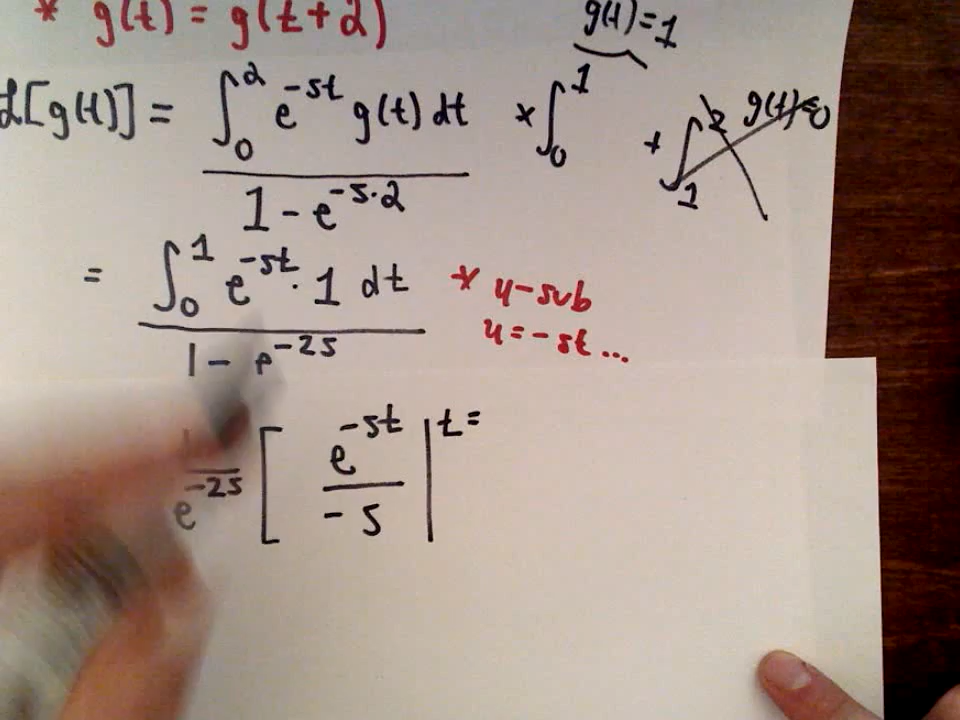 * g(t) = g(t+2)
g(t)=1
L[g(t)] = ∫₀² e^-st g(t) dt * ∫₀¹ + ∫₁² g(t)=0
1 - e^-s·2
= ∫₀¹ e^-st · 1 dt * u-sub
1 - e^-2s u = -st...
e^-2s [ e^-st / -s | t=